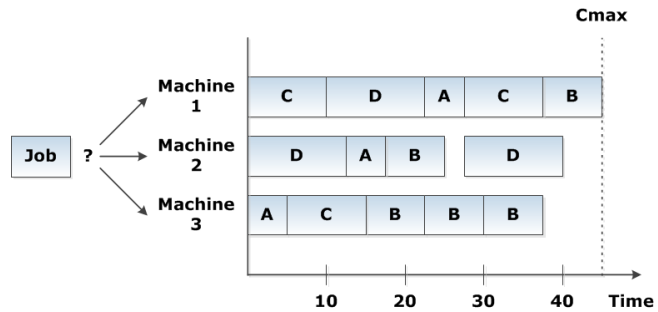 Cmax
Machine
1
C D A C B
Job ?
Machine
2
D A B D
Machine
3
A C B B B
10 20 30 40 Time